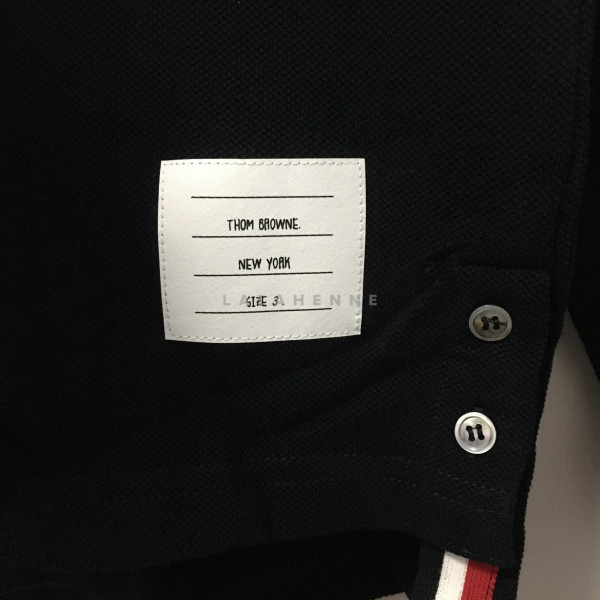 THOM BROWNE.
NEW YORK
SIZE 3.